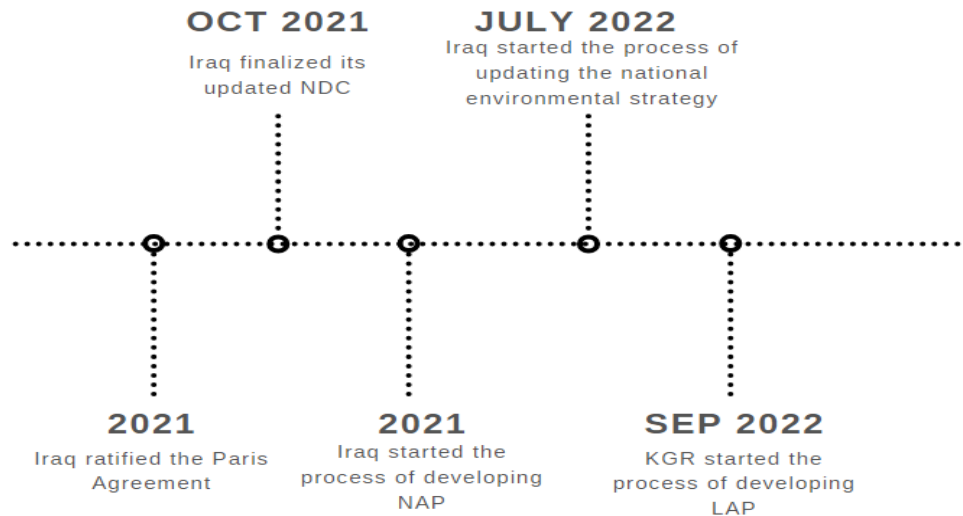 OCT 2021
Iraq finalized its
updated NDC
JULY 2022
Iraq started the process of
updating the national
environmental strategy
2021
Iraq ratified the Paris
Agreement
2021
Iraq started the
process of developing
NAP
SEP 2022
KGR started the
process of developing
LAP